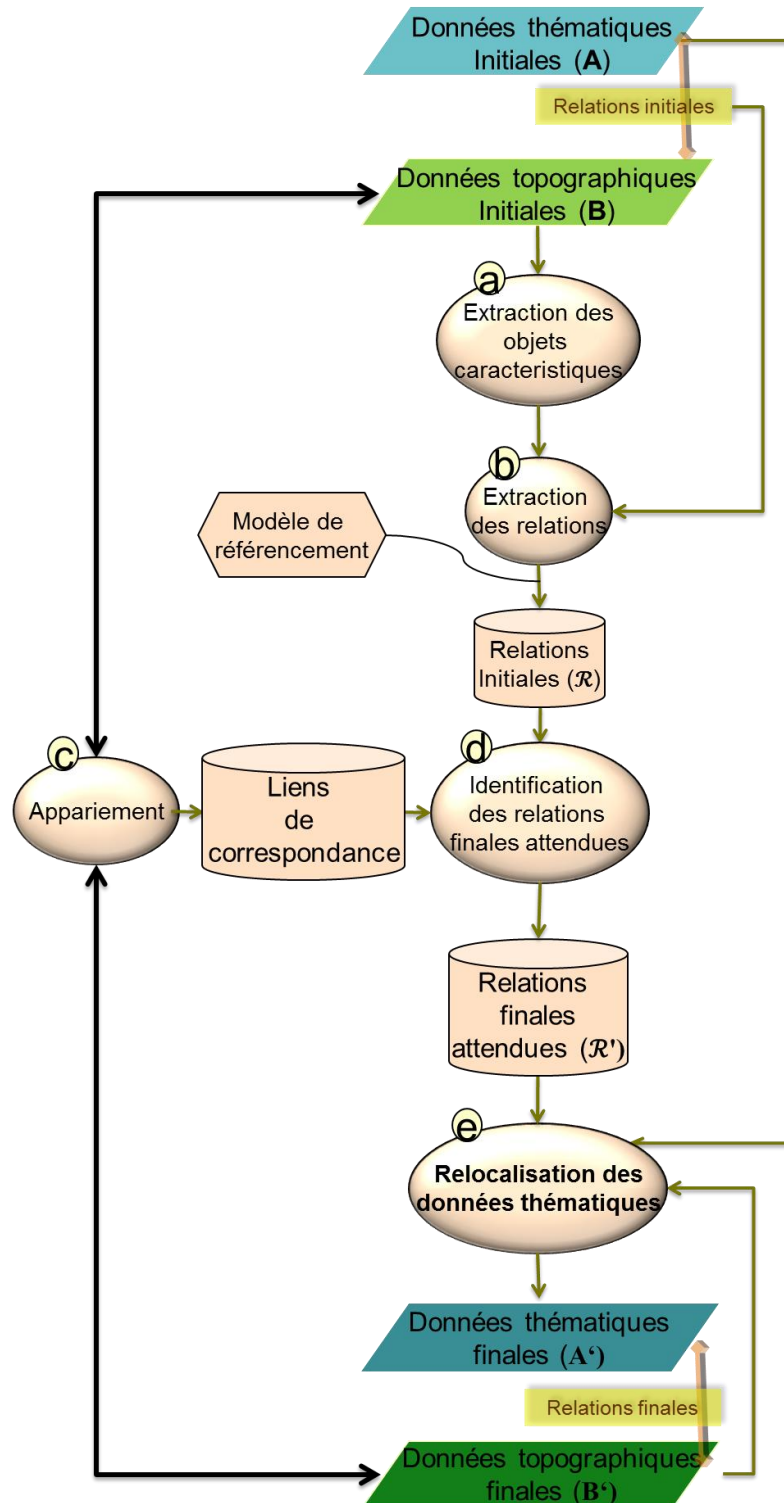 Données thématiques
Initiales (A)
Relations initiales
Données topographiques
Initiales (B)
a
Extraction des
objets
caracteristiques
b
Extraction
des relations
Modèle de
référencement
Relations
Initiales (ℛ)
c
Appariement
Liens
de
correspondance
d
Identification
des relations
finales attendues
Relations
finales
attendues (ℛ')
e
Relocalisation des
données thématiques
Données thématiques
finales (A‘)
Relations finales
Données topographiques
finales (B‘)